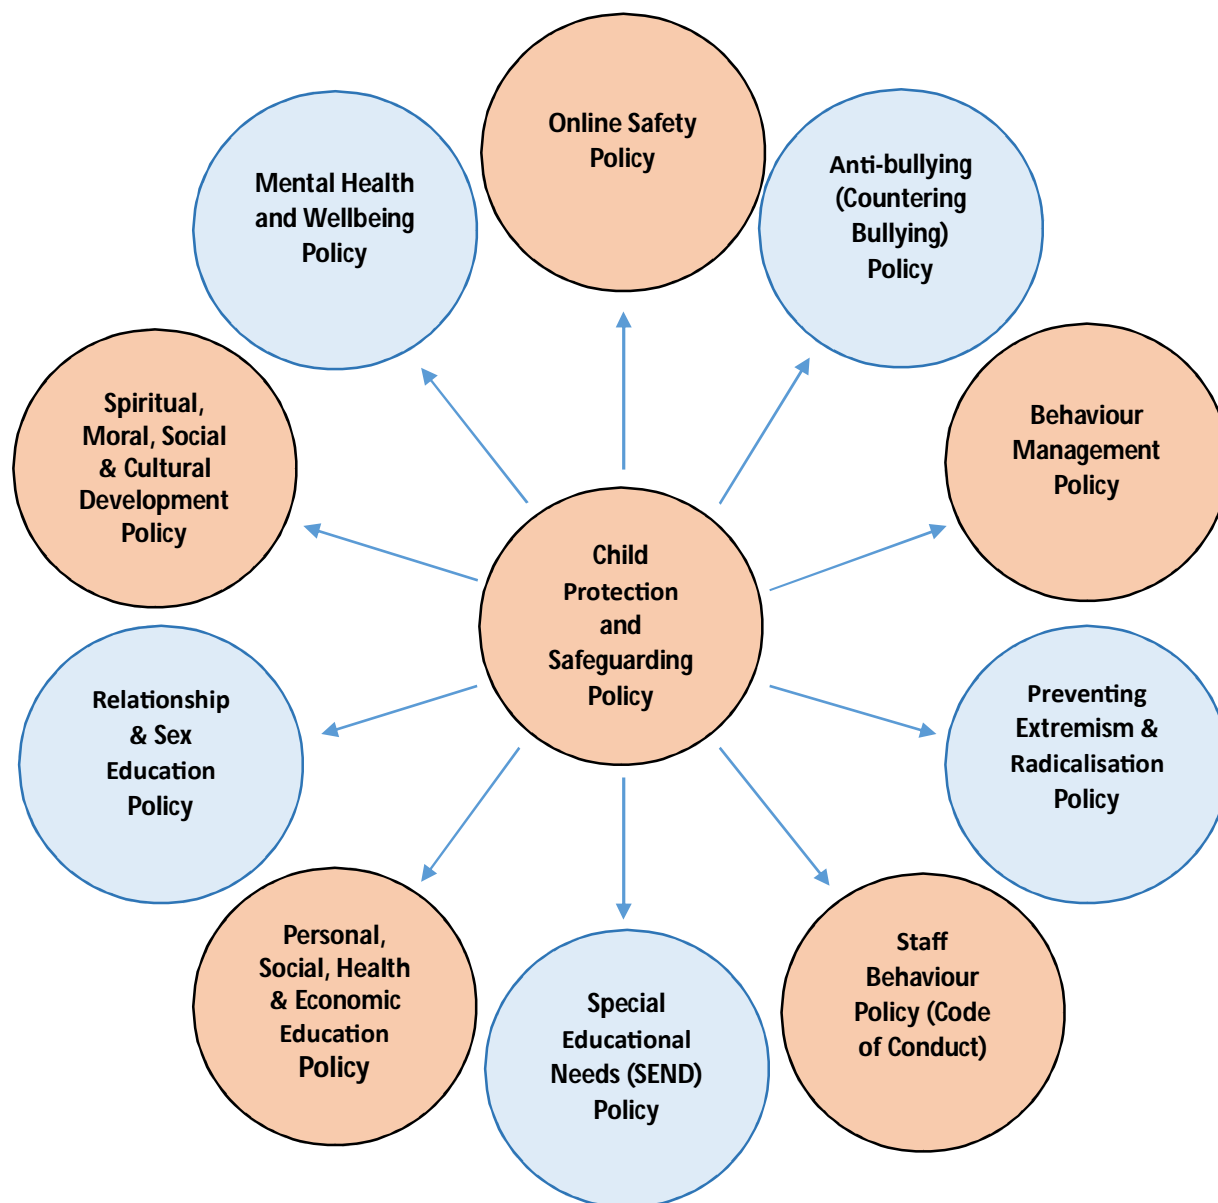 Online Safety
Policy
Anti-bullying
(Countering
Bullying)
Policy
Mental Health
and Wellbeing
Policy
Behaviour
Management
Policy
Spiritual,
Moral, Social
& Cultural
Development
Policy
Child
Protection
and
Safeguarding
Policy
Preventing
Extremism &
Radicalisation
Policy
Relationship
& Sex
Education
Policy
Staff
Behaviour
Policy (Code
of Conduct)
Personal,
Social, Health
& Economic
Education
Policy
Special
Educational
Needs (SEND)
Policy